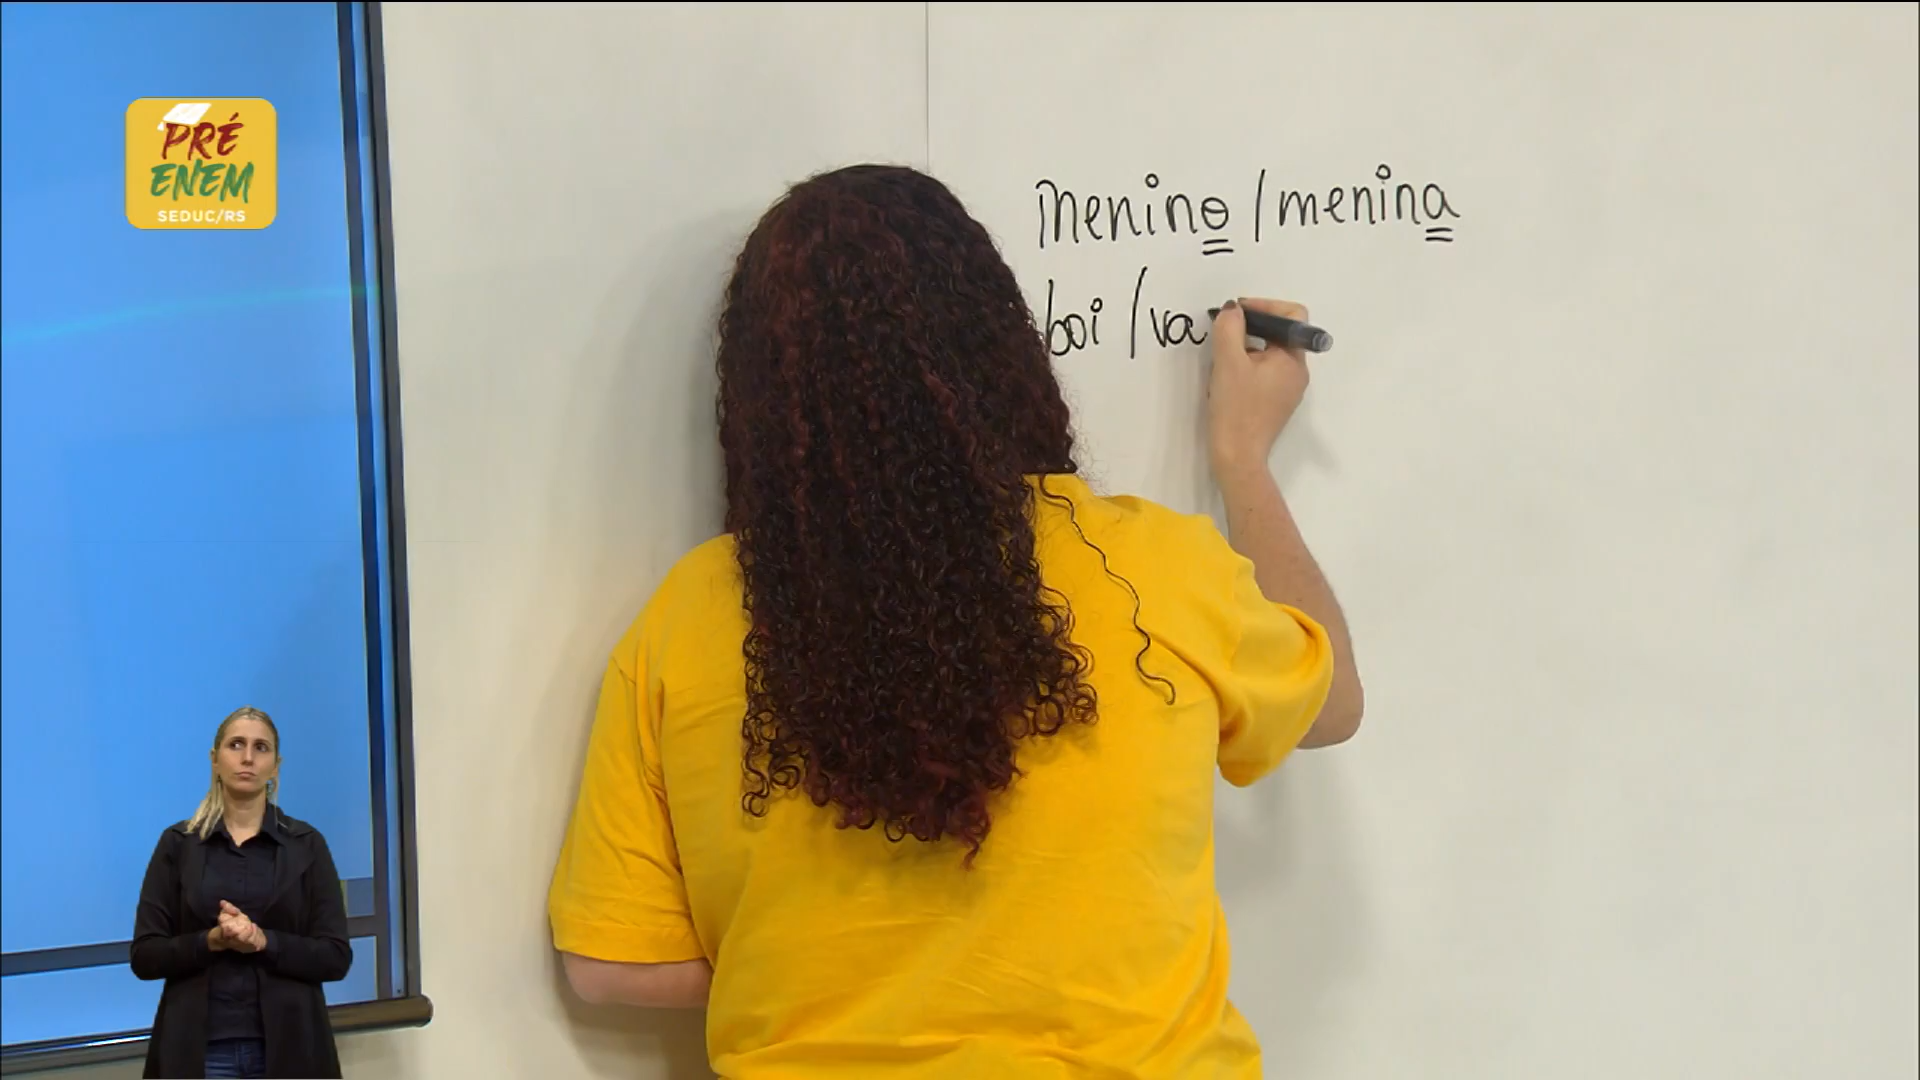 PRÉ
ENEM
SEDUC/RS
menino / menina
boi / va